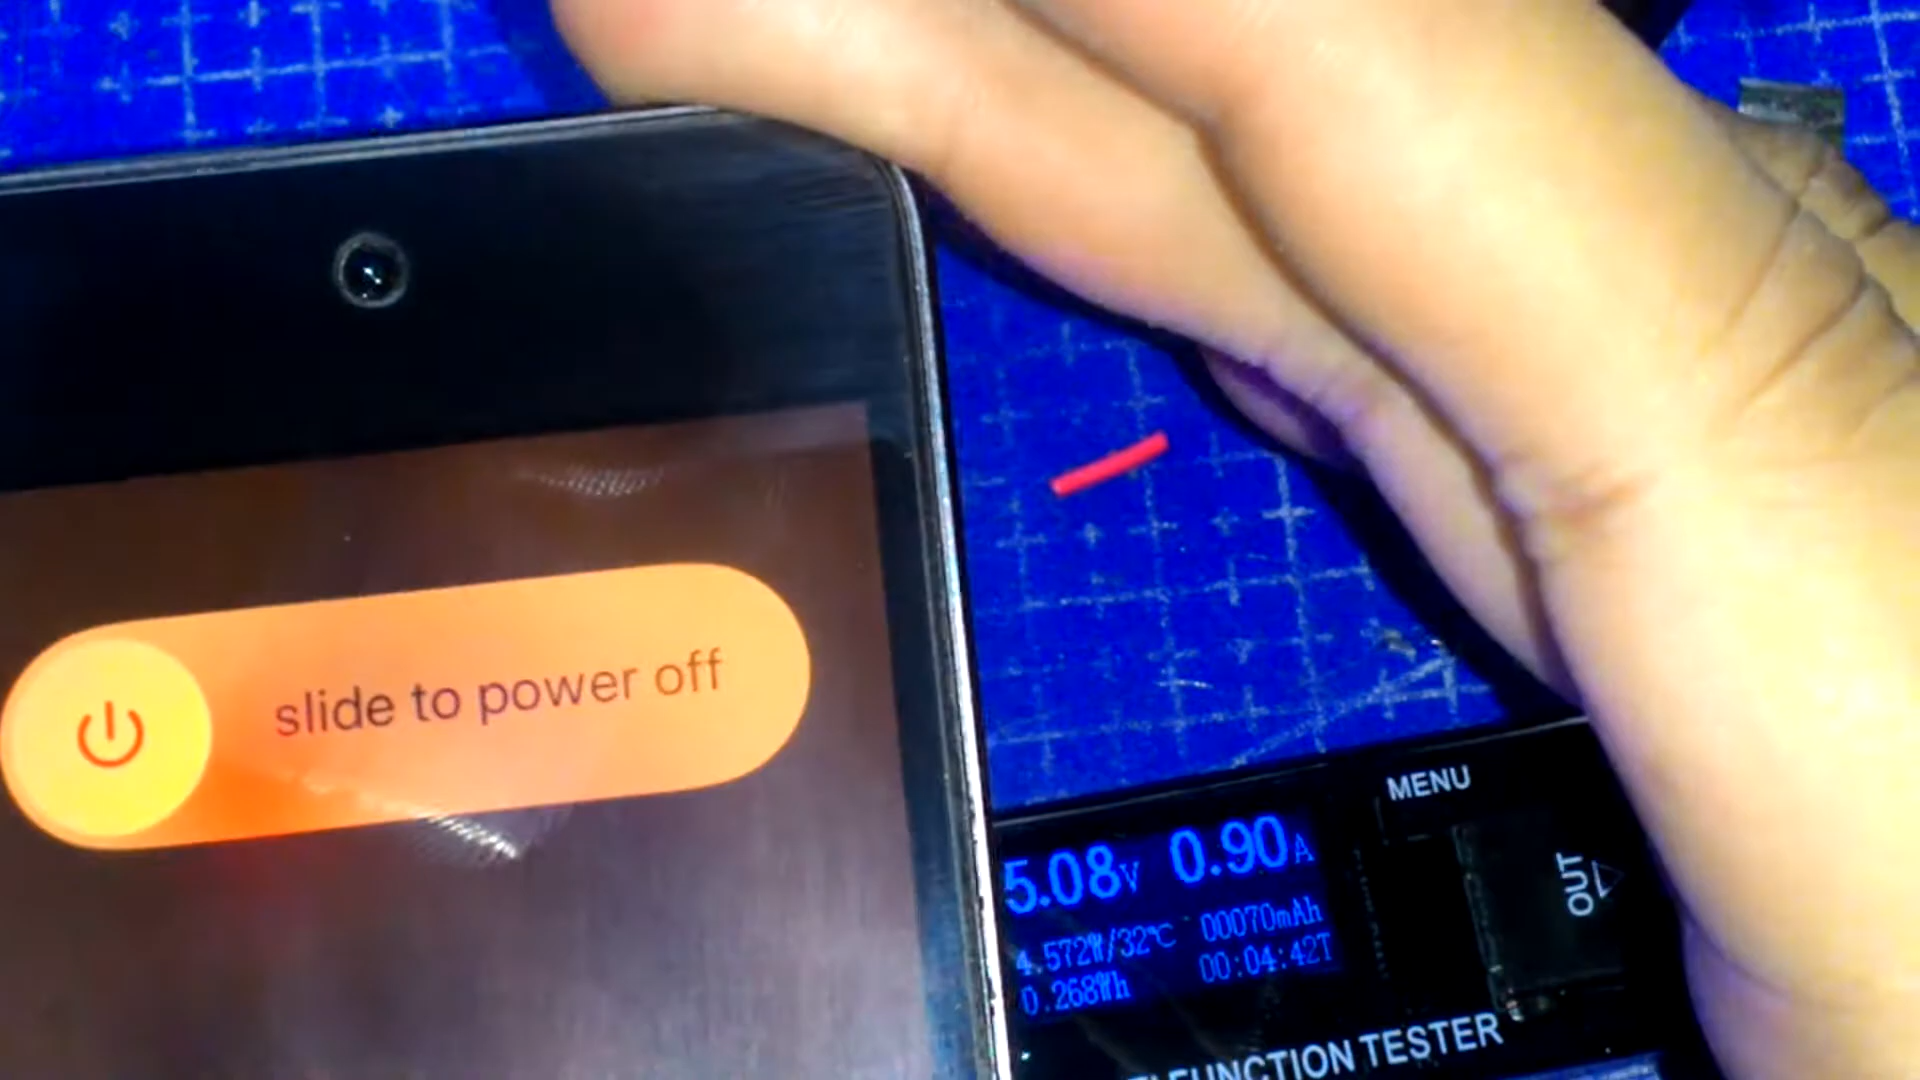 slide to power off
MENU
5.08V 0.90A
4.572W/32℃ 00070mAh
0.268Wh 00:04:42T
OUT
FUNCTION TESTER